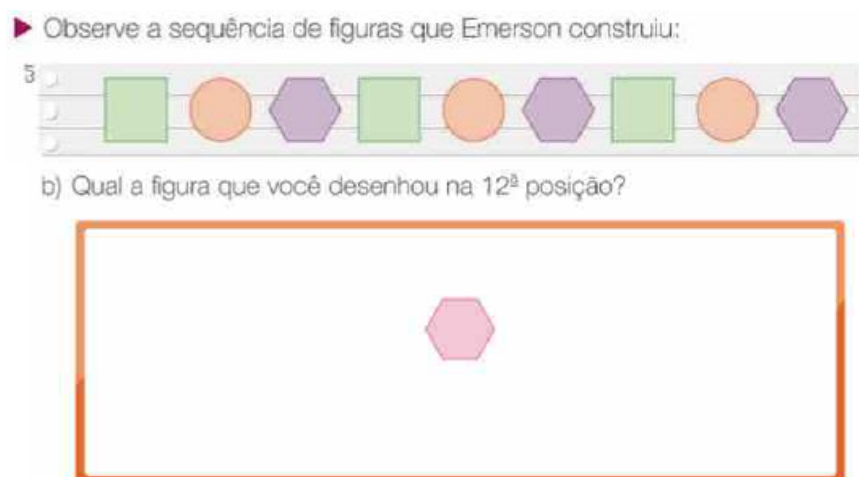 Observe a sequência de figuras que Emerson construiu:
b) Qual a figura que você desenhou na 12ª posição?